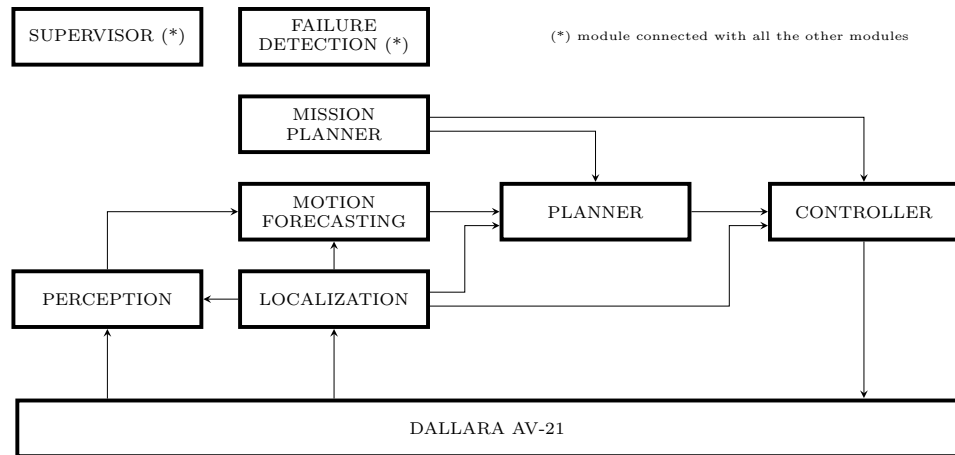 SUPERVISOR (*)
FAILURE
DETECTION (*)
(*) module connected with all the other modules
MISSION
PLANNER
MOTION
FORECASTING
PLANNER
CONTROLLER
PERCEPTION
LOCALIZATION
DALLARA AV-21